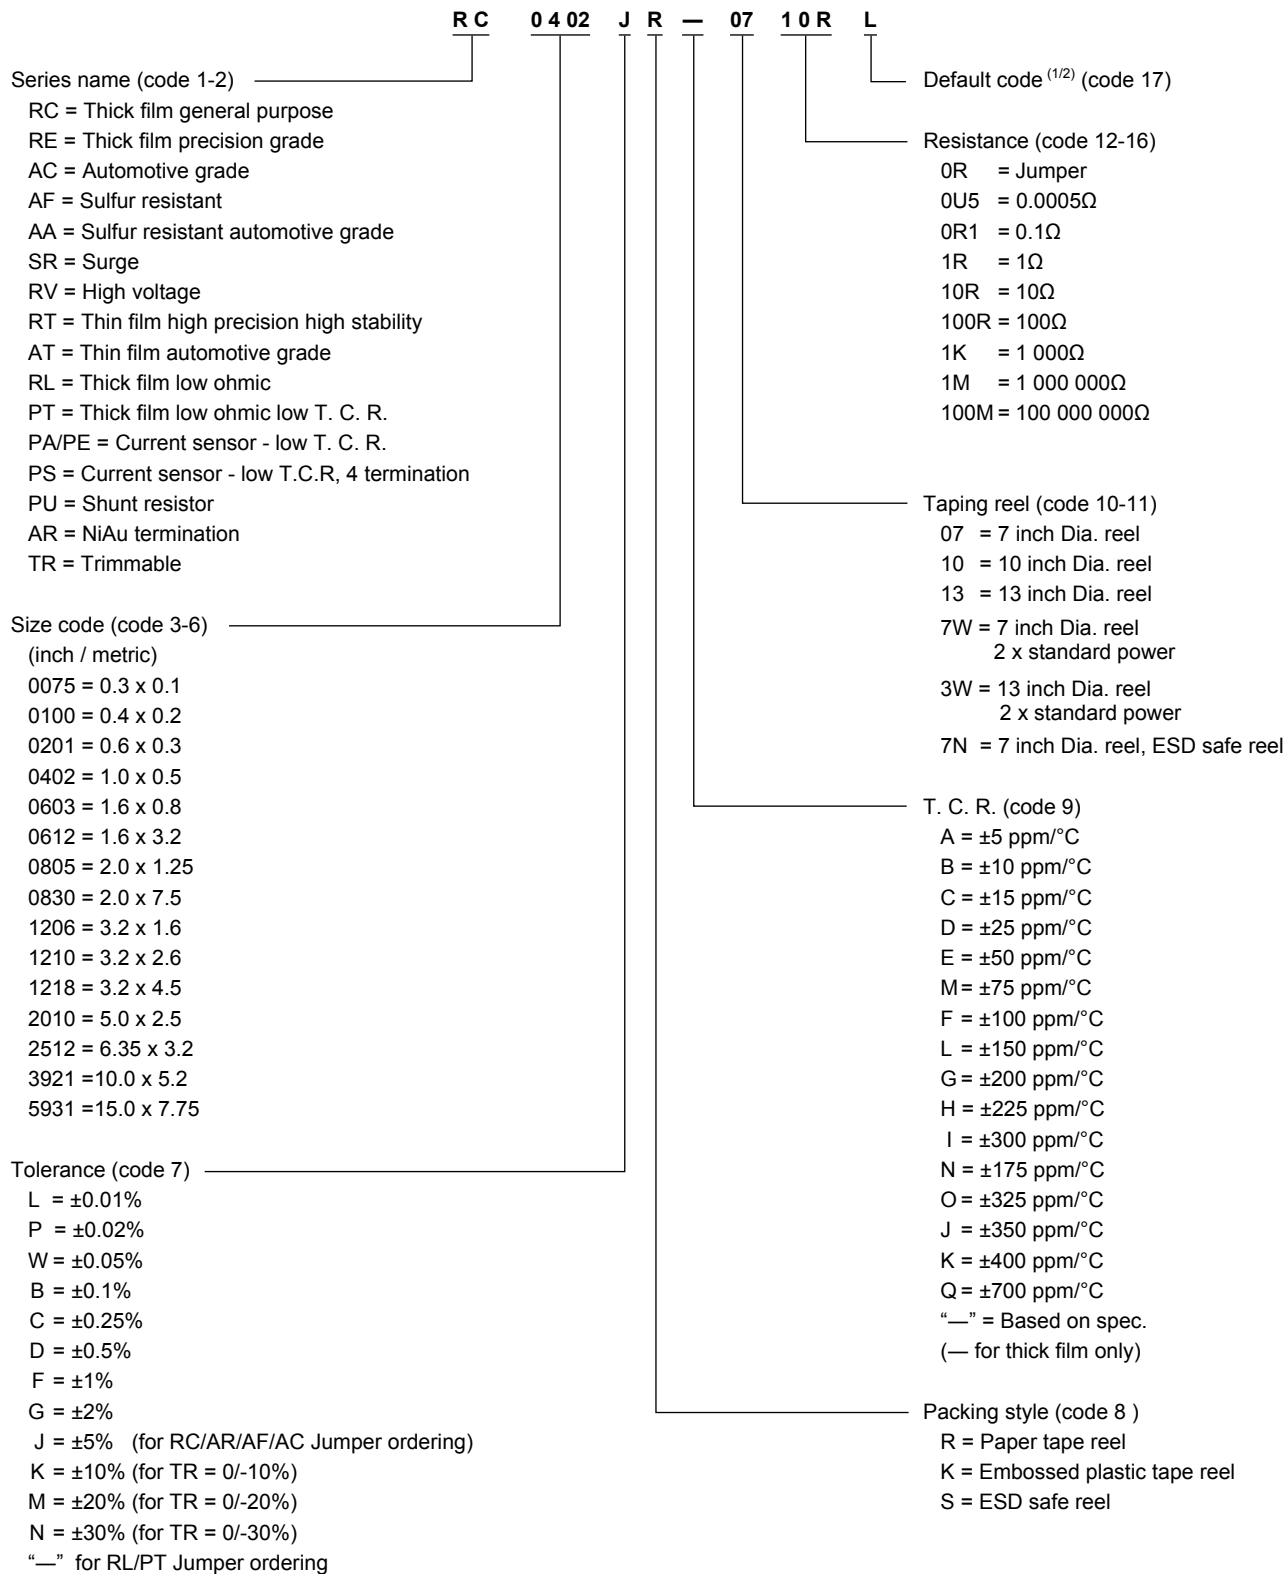 RC 0402 J R — 07 10R L
Series name (code 1-2)
RC = Thick film general purpose
RE = Thick film precision grade
AC = Automotive grade
AF = Sulfur resistant
AA = Sulfur resistant automotive grade
SR = Surge
RV = High voltage
RT = Thin film high precision high stability
AT = Thin film automotive grade
RL = Thick film low ohmic
PT = Thick film low ohmic low T. C. R.
PA/PE = Current sensor - low T. C. R.
PS = Current sensor - low T.C.R, 4 termination
PU = Shunt resistor
AR = NiAu termination
TR = Trimmable
Size code (code 3-6)
(inch / metric)
0075 = 0.3 x 0.1
0100 = 0.4 x 0.2
0201 = 0.6 x 0.3
0402 = 1.0 x 0.5
0603 = 1.6 x 0.8
0612 = 1.6 x 3.2
0805 = 2.0 x 1.25
0830 = 2.0 x 7.5
1206 = 3.2 x 1.6
1210 = 3.2 x 2.6
1218 = 3.2 x 4.5
2010 = 5.0 x 2.5
2512 = 6.35 x 3.2
3921 =10.0 x 5.2
5931 =15.0 x 7.75
Tolerance (code 7)
L = ±0.01%
P = ±0.02%
W = ±0.05%
B = ±0.1%
C = ±0.25%
D = ±0.5%
F = ±1%
G = ±2%
J = ±5% (for RC/AR/AF/AC Jumper ordering)
K = ±10% (for TR = 0/-10%)
M = ±20% (for TR = 0/-20%)
N = ±30% (for TR = 0/-30%)
“—” for RL/PT Jumper ordering
Default code (1/2) (code 17)
Resistance (code 12-16)
0R = Jumper
0U5 = 0.0005Ω
0R1 = 0.1Ω
1R = 1Ω
10R = 10Ω
100R = 100Ω
1K = 1 000Ω
1M = 1 000 000Ω
100M = 100 000 000Ω
Taping reel (code 10-11)
07 = 7 inch Dia. reel
10 = 10 inch Dia. reel
13 = 13 inch Dia. reel
7W = 7 inch Dia. reel
2 x standard power
3W = 13 inch Dia. reel
2 x standard power
7N = 7 inch Dia. reel, ESD safe reel
T. C. R. (code 9)
A = ±5 ppm/°C
B = ±10 ppm/°C
C = ±15 ppm/°C
D = ±25 ppm/°C
E = ±50 ppm/°C
M = ±75 ppm/°C
F = ±100 ppm/°C
L = ±150 ppm/°C
G = ±200 ppm/°C
H = ±225 ppm/°C
I = ±300 ppm/°C
N = ±175 ppm/°C
O = ±325 ppm/°C
J = ±350 ppm/°C
K = ±400 ppm/°C
Q = ±700 ppm/°C
“—” = Based on spec.
(— for thick film only)
Packing style (code 8 )
R = Paper tape reel
K = Embossed plastic tape reel
S = ESD safe reel